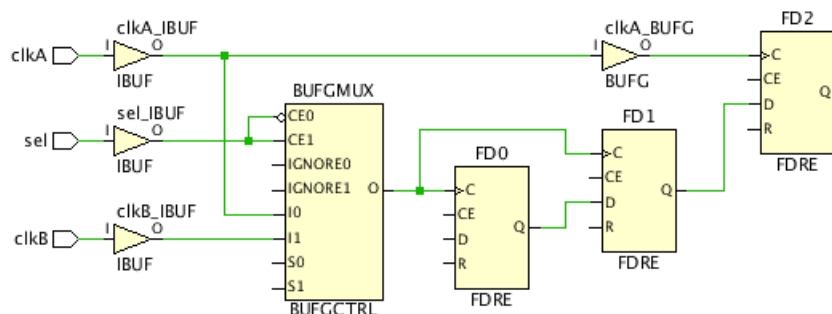 clkA
I
clkA_IBUF
O
IBUF
I
clkA_BUFG
O
BUFG
FD2
C
CE
D
R
Q
FDRE
sel
I
sel_IBUF
O
IBUF
BUFGMUX
CE0
CE1
IGNORE0
IGNORE1
I0
I1
S0
S1
O
BUFGCTRL
FD0
C
CE
D
R
Q
FDRE
FD1
C
CE
D
R
Q
FDRE
clkB
I
clkB_IBUF
O
IBUF